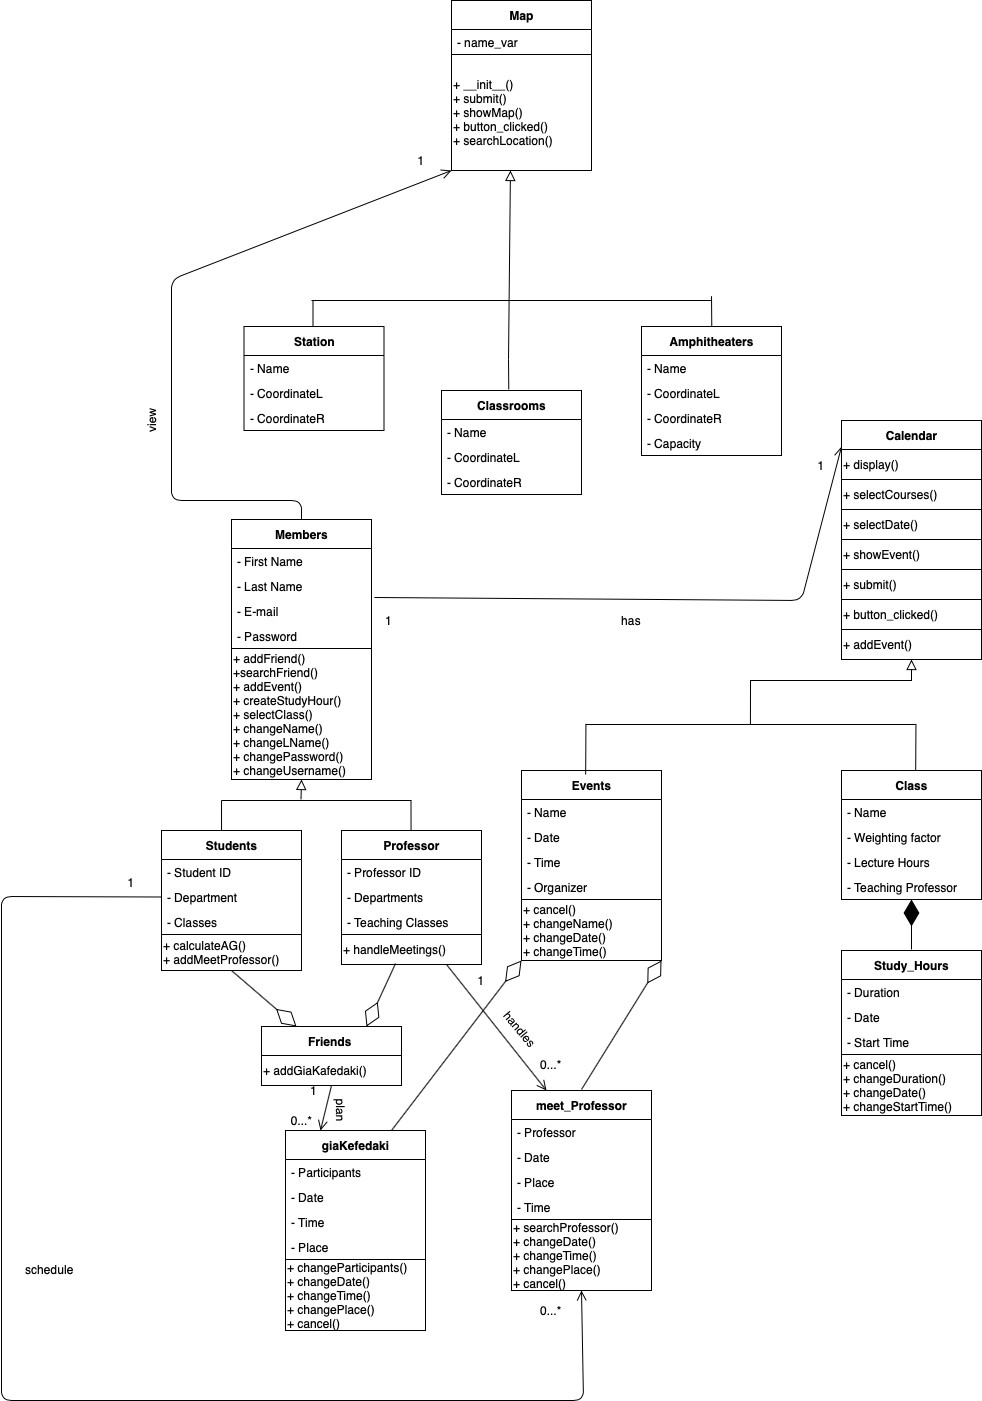 Map
- name_var
+ __init__()
+ submit()
+ showMap()
+ button_clicked()
+ searchLocation()
1
view
Station
- Name
- CoordinateL
- CoordinateR
Classrooms
- Name
- CoordinateL
- CoordinateR
Amphitheaters
- Name
- CoordinateL
- CoordinateR
- Capacity
Calendar
+ display()
+ selectCourses()
+ selectDate()
+ showEvent()
+ submit()
+ button_clicked()
+ addEvent()
1
1
has
Members
- First Name
- Last Name
- E-mail
- Password
+ addFriend()
+searchFriend()
+ addEvent()
+ createStudyHour()
+ selectClass()
+ changeName()
+ changeLName()
+ changePassword()
+ changeUsername()
Students
- Student ID
- Department
- Classes
+ calculateAG()
+ addMeetProfessor()
1
Professor
- Professor ID
- Departments
- Teaching Classes
+ handleMeetings()
Events
- Name
- Date
- Time
- Organizer
+ cancel()
+ changeName()
+ changeDate()
+ changeTime()
Class
- Name
- Weighting factor
- Lecture Hours
- Teaching Professor
Study_Hours
- Duration
- Date
- Start Time
+ cancel()
+ changeDuration()
+ changeDate()
+ changeStartTime()
1
handles
0...*
Friends
+ addGiaKafedaki()
1
plan
0...*
giaKefedaki
- Participants
- Date
- Time
- Place
+ changeParticipants()
+ changeDate()
+ changeTime()
+ changePlace()
+ cancel()
meet_Professor
- Professor
- Date
- Place
- Time
+ searchProfessor()
+ changeDate()
+ changeTime()
+ changePlace()
+ cancel()
schedule
0...*